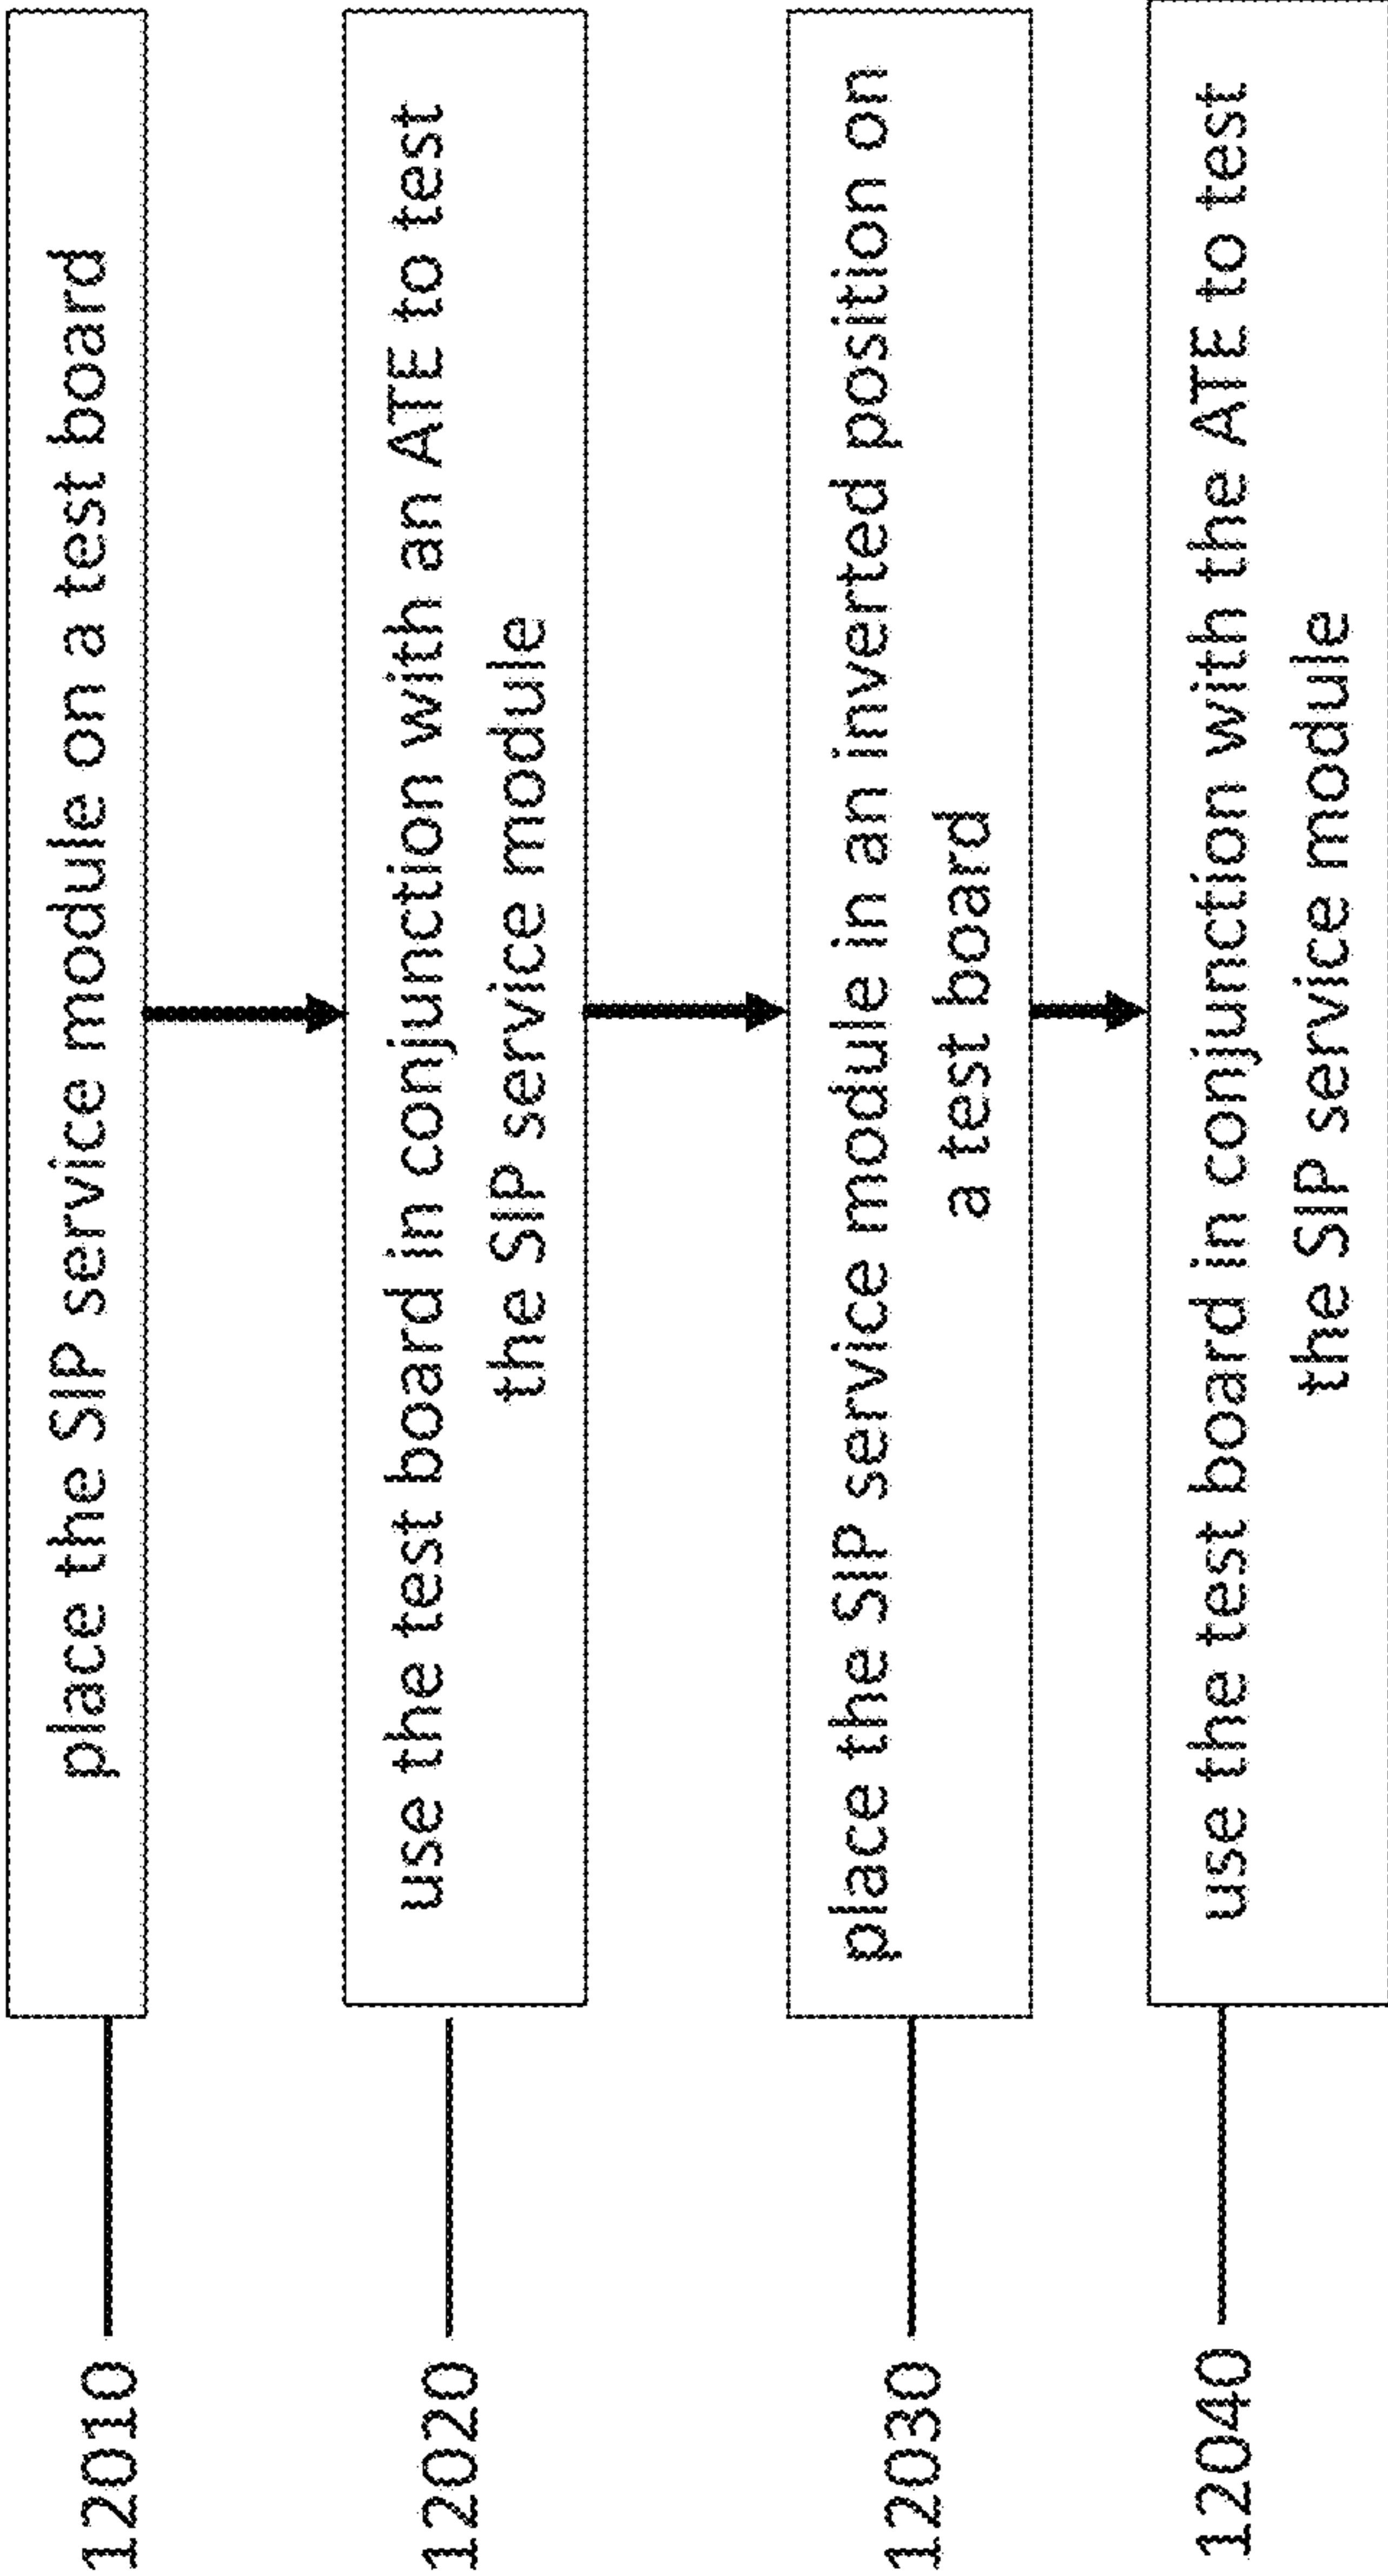 12010
place the SIP service module on a test board
12020
use the test board in conjunction with an ATE to test
the SIP service module
12030
place the SIP service module in an inverted position on
a test board
12040
use the test board in conjunction with the ATE to test
the SIP service module